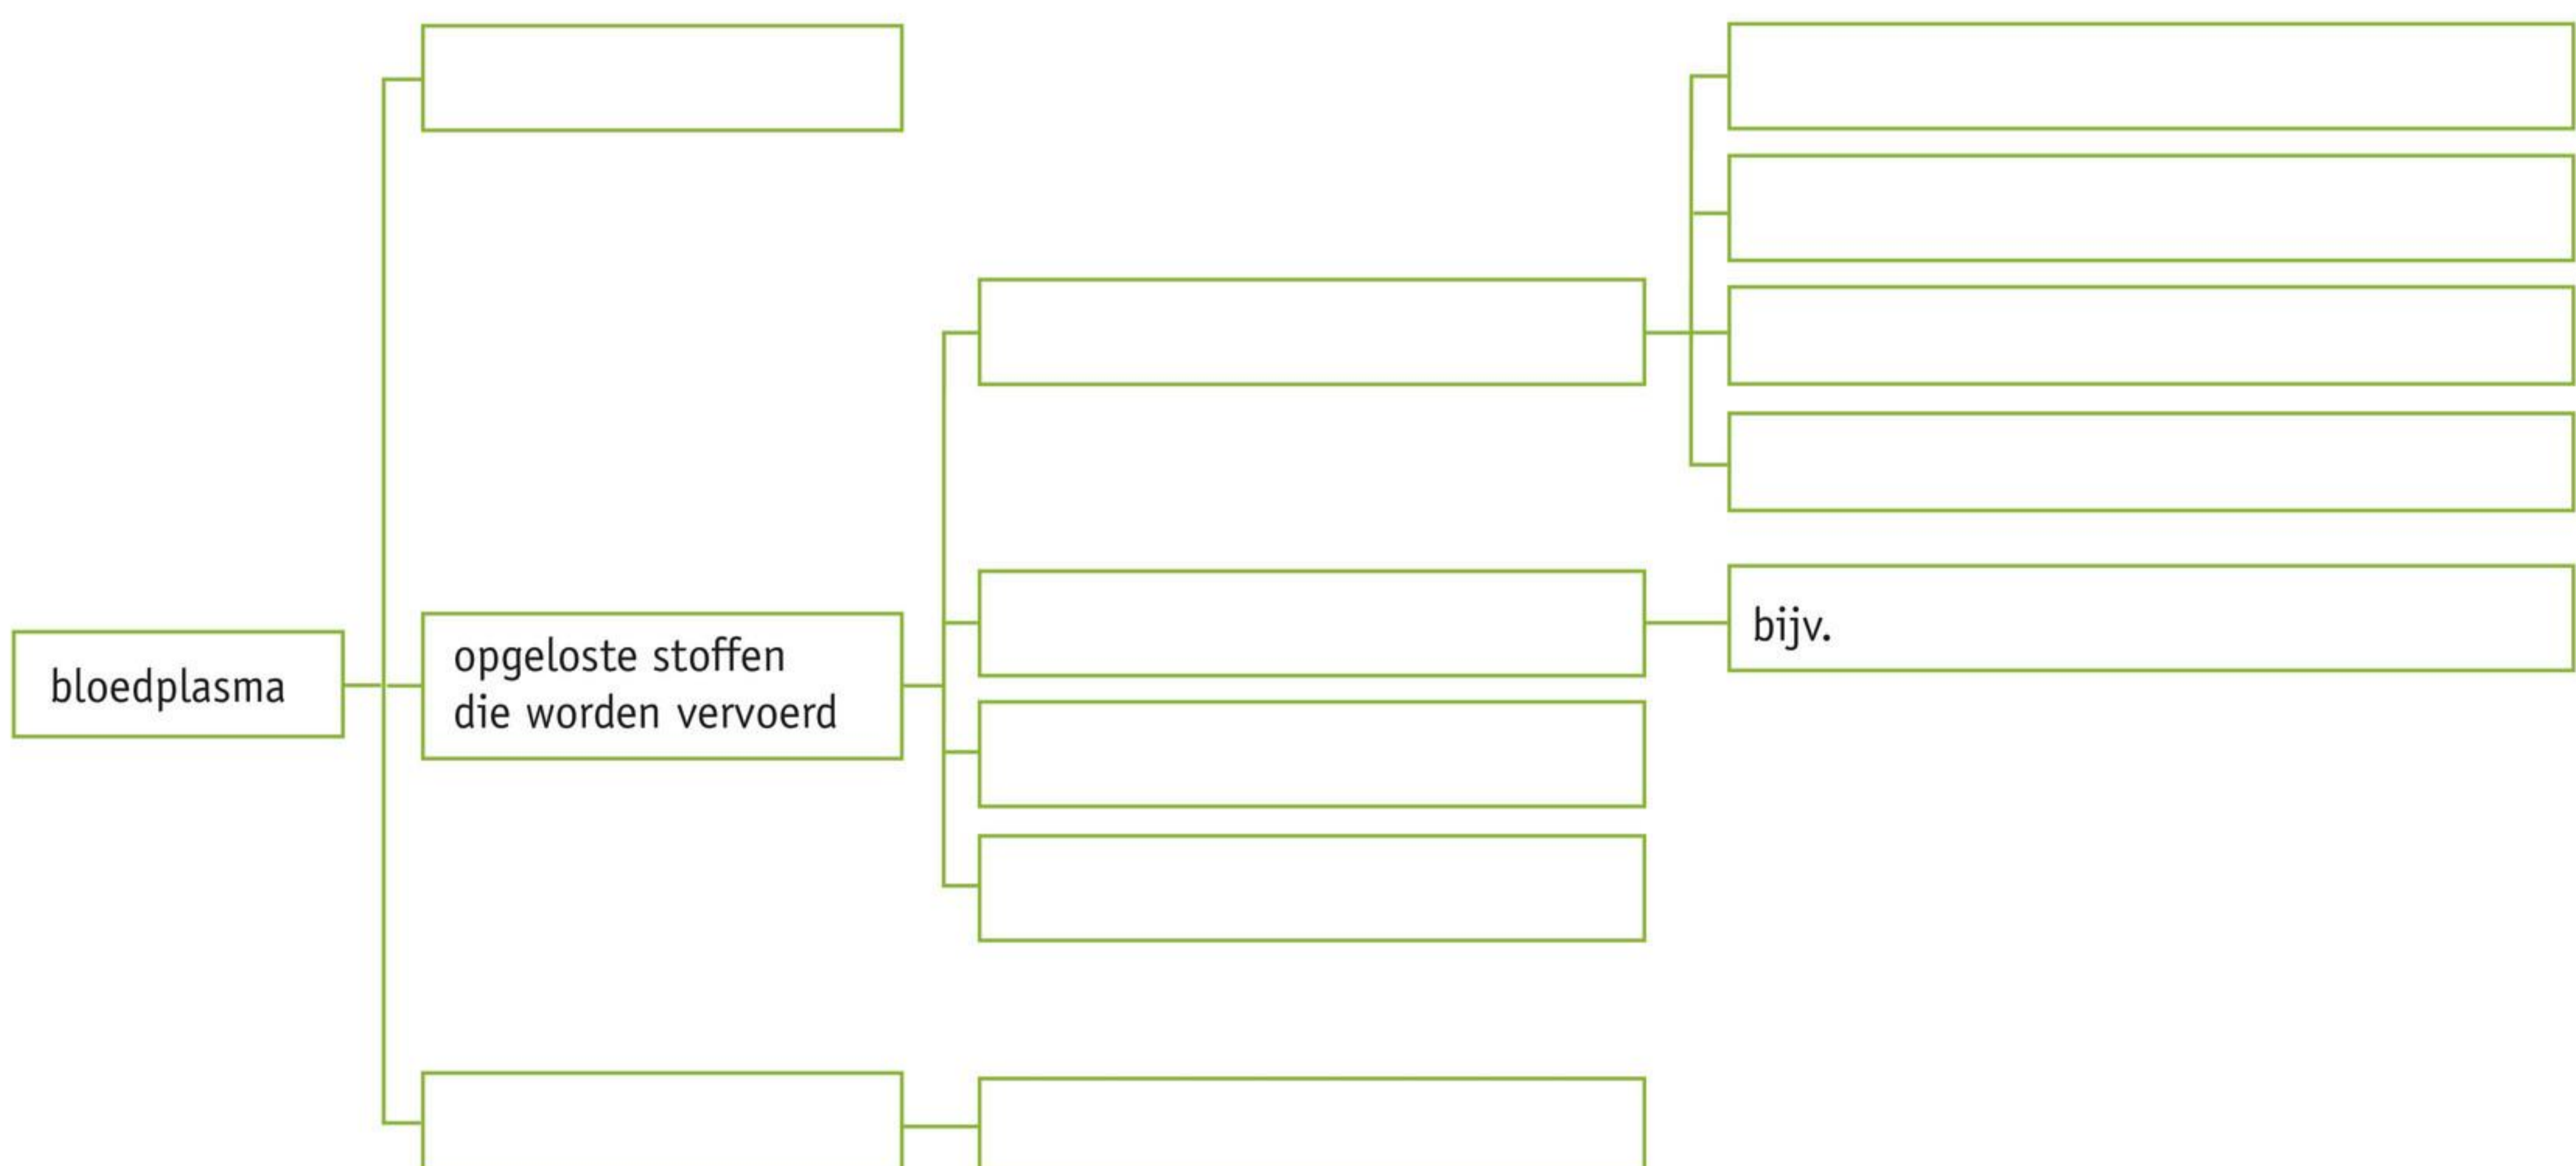 bloedplasma
opgeloste stoffen
die worden vervoerd
bijv.